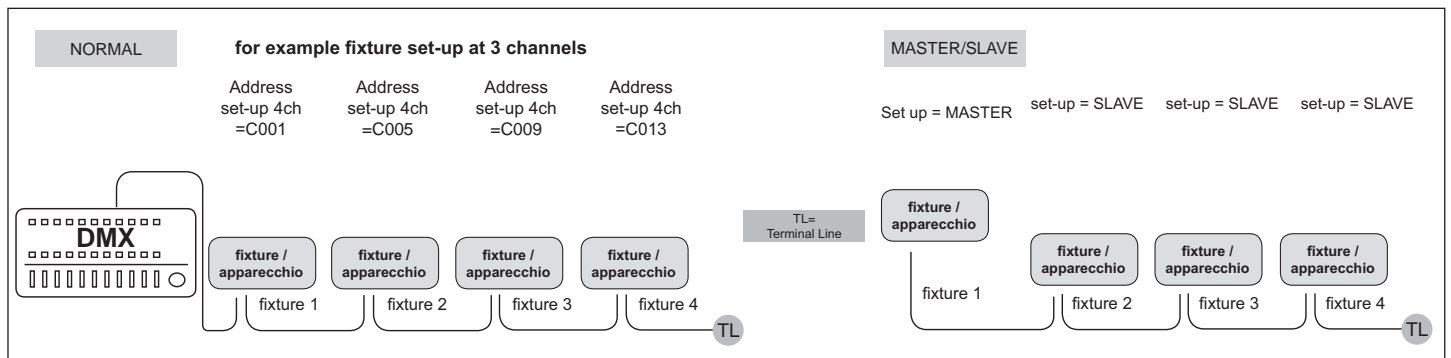 NORMAL
for example fixture set-up at 3 channels
Address
set-up 4ch
=C001
Address
set-up 4ch
=C005
Address
set-up 4ch
=C009
Address
set-up 4ch
=C013
DMX
fixture /
apparecchio
fixture /
apparecchio
fixture /
apparecchio
fixture /
apparecchio
fixture 1
fixture 2
fixture 3
fixture 4
TL
TL=
Terminal Line
MASTER/SLAVE
Set up = MASTER
set-up = SLAVE
set-up = SLAVE
set-up = SLAVE
fixture /
apparecchio
fixture /
apparecchio
fixture /
apparecchio
fixture /
apparecchio
fixture 1
fixture 2
fixture 3
fixture 4
TL